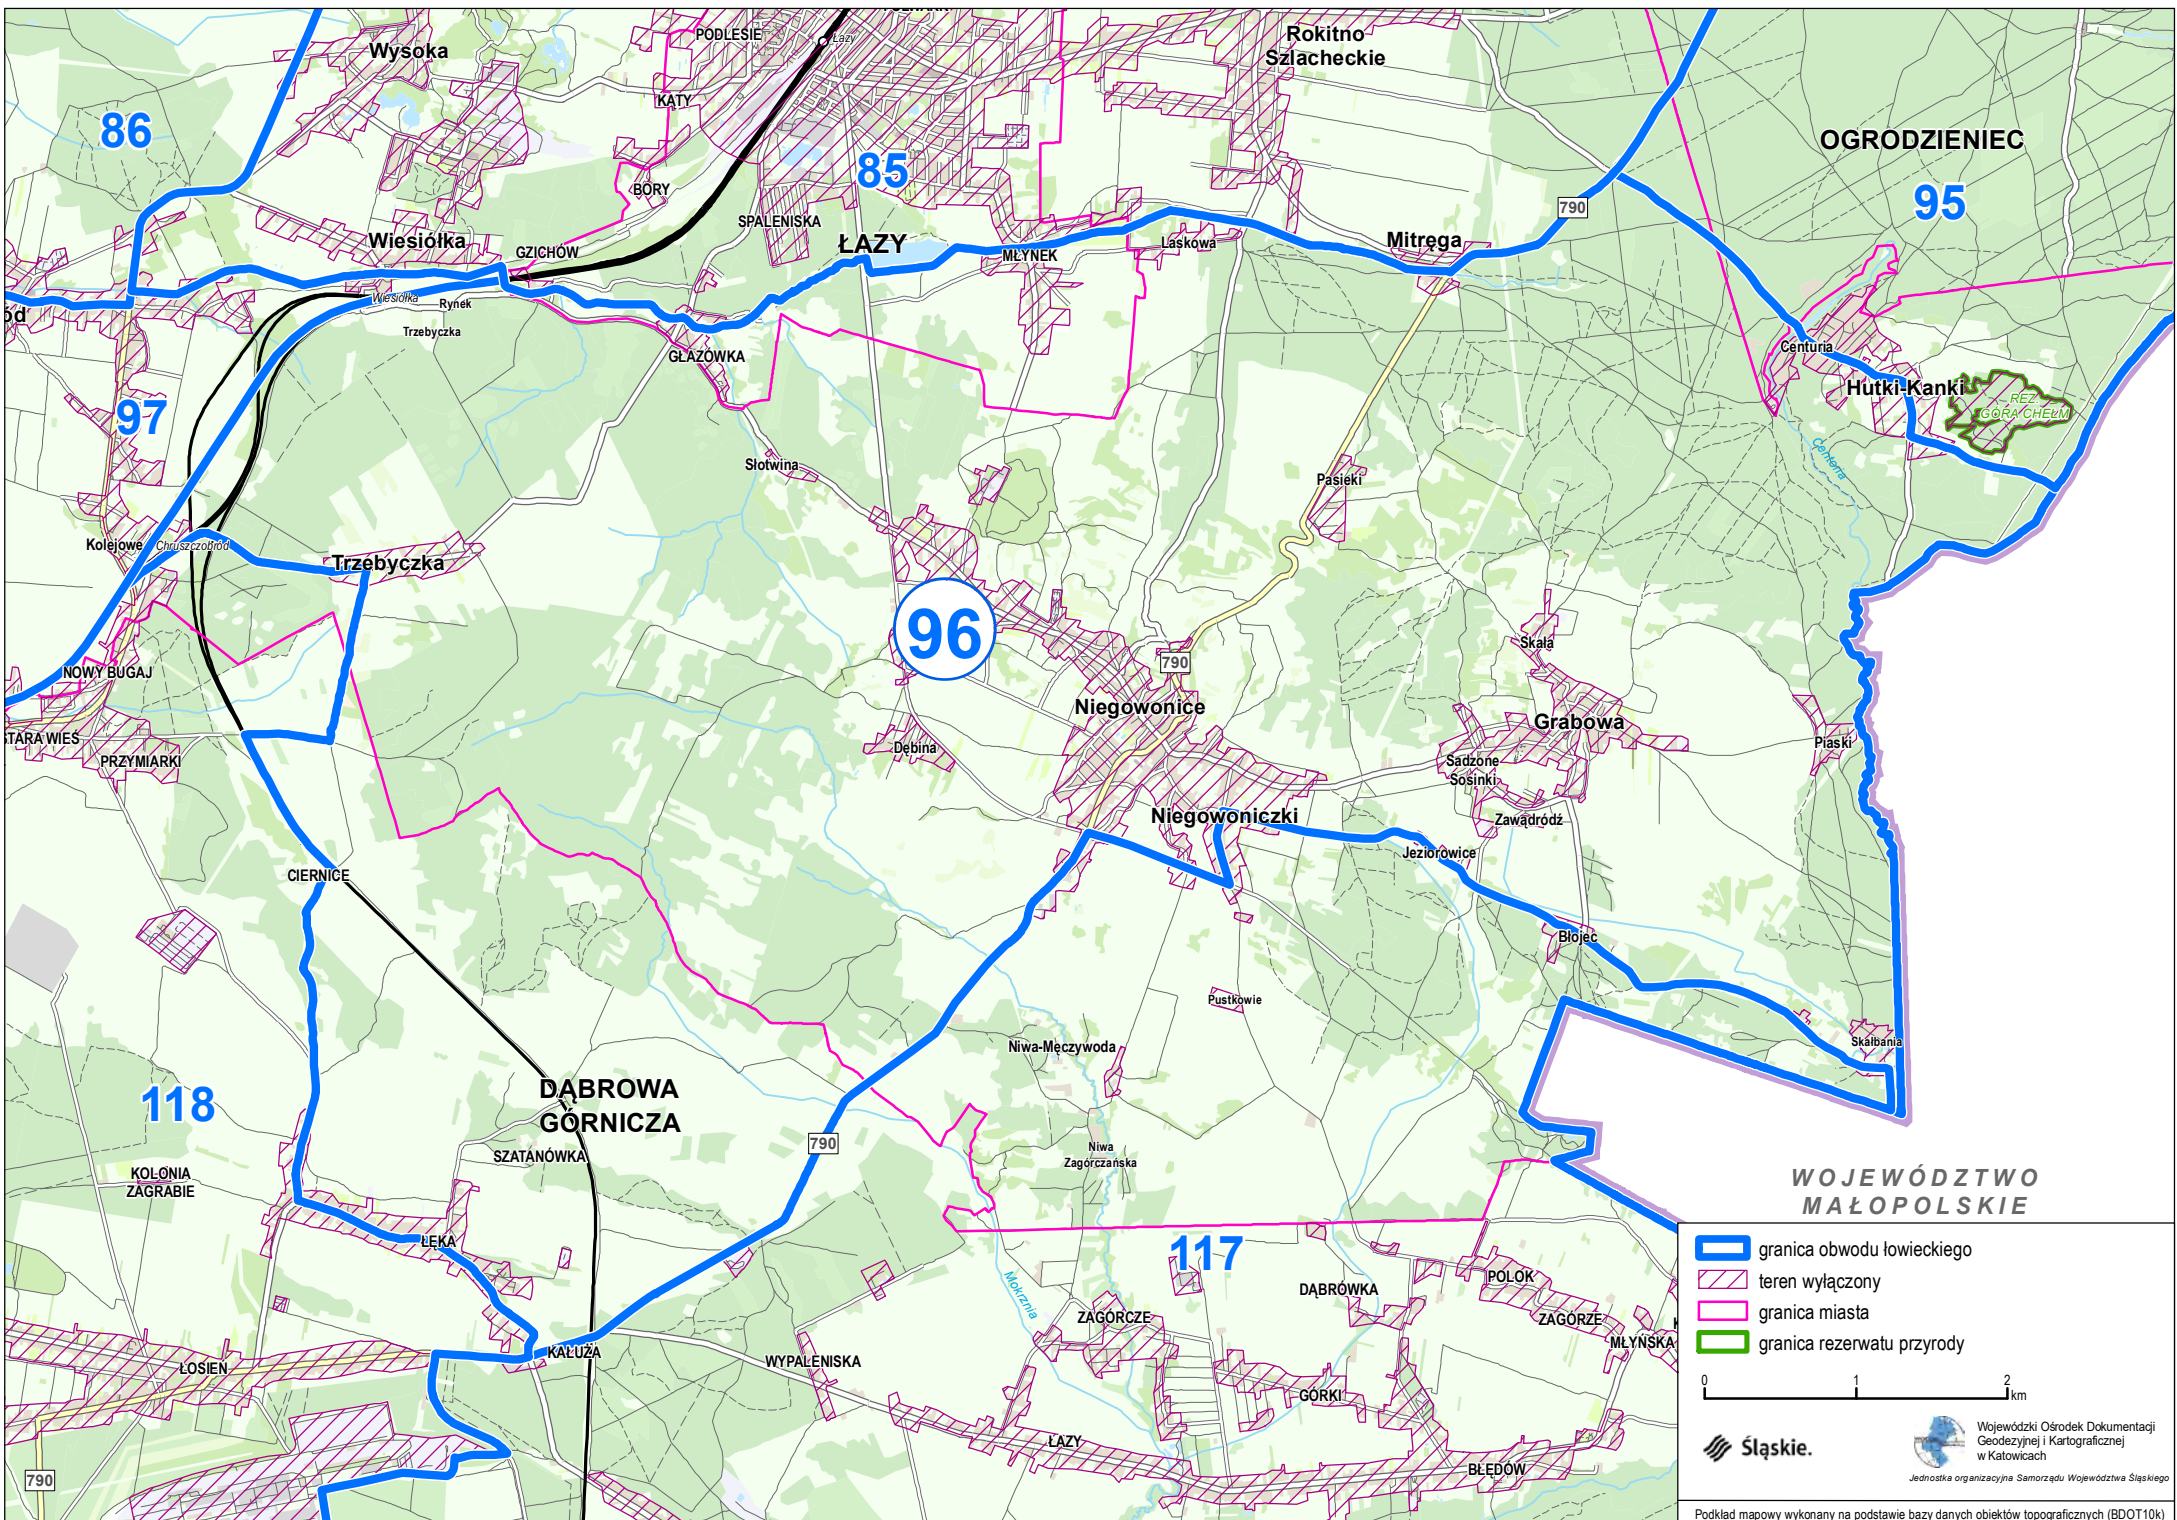 Wysoka
PODLESIE
Łazy
Rokitno
Szlacheckie
KĄTY
86
OGRODZIENIEC
85
95
BORY
790
SPALENISKA
Wiesiółka
GZICHÓW
ŁAZY
MŁYNEK
Laskowa
Mitręga
Wiesiółka
Rynek
ód
Trzebyczka
GŁAZÓWKA
Centuria
Hutki-Kanki
REZ.
GÓRA CHEŁM
97
Centoria
Słotwina
Pasieki
Kolejowe
Chruszczobród
Trzebyczka
96
Skała
790
NOWY BUGAJ
Niegowonice
Grabowa
STARA WIEŚ
PRZYMIARKI
Dębina
Piaski
Sadzone
Sosinki
Niegowoniczki
Zawądródź
Jeziorowice
CIERNICE
Błojec
Pustkowie
Niwa-Męczywoda
Skałbania
118
DĄBROWA
GÓRNICZA
790
SZATANÓWKA
Niwa
Zagórczańska
KOLONIA
ZAGRABIE
WOJEWÓDZTWO
MAŁOPOLSKIE
ŁĘKA
117
Mokrznia
DĄBRÓWKA
POLOK
ZAGÓRCZE
ZAGÓRZE
MŁYŃSKA
KAŁUŻA
WYPALENISKA
ŁOSIEŃ
GÓRKI
ŁAZY
BŁĘDÓW
790
granica obwodu łowieckiego
teren wyłączony
granica miasta
granica rezerwatu przyrody
0 1 2
km
Śląskie.
Wojewódzki Ośrodek Dokumentacji
Geodezyjnej i Kartograficznej
w Katowicach
Jednostka organizacyjna Samorządu Województwa Śląskiego
Podkład mapowy wykonany na podstawie bazy danych obiektów topograficznych (BDOT10k)